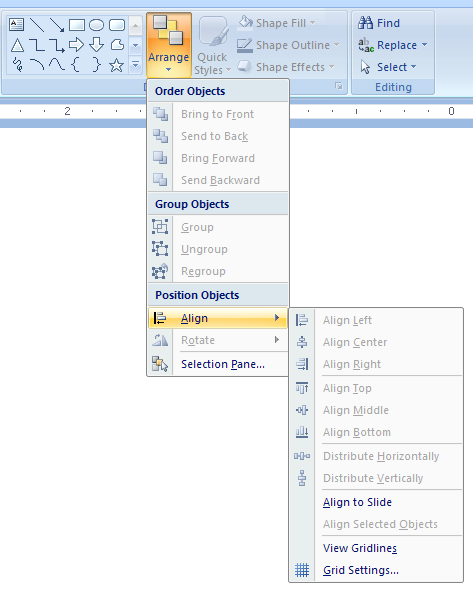 Arrange
Quick
Styles
Shape Fill
Shape Outline
Shape Effects
Find
Replace
Select
Editing
2
0
Order Objects
Bring to Front
Send to Back
Bring Forward
Send Backward
Group Objects
Group
Ungroup
Regroup
Position Objects
Align
Rotate
Selection Pane...
Align Left
Align Center
Align Right
Align Top
Align Middle
Align Bottom
Distribute Horizontally
Distribute Vertically
Align to Slide
Align Selected Objects
View Gridlines
Grid Settings...